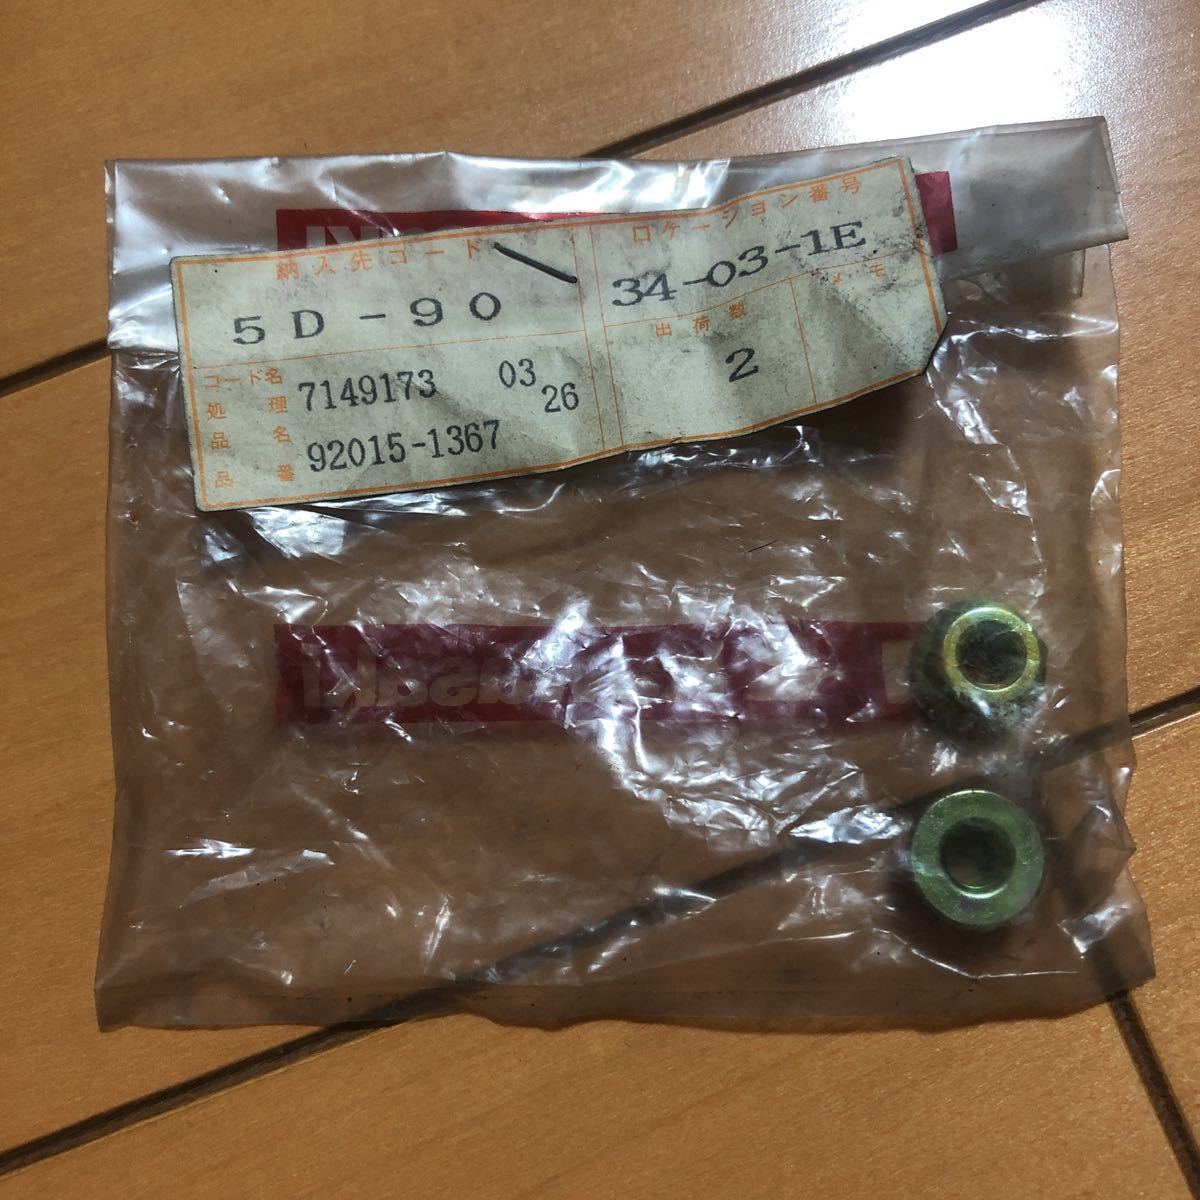 納入先コード
ロケーション番号
5D-90
34-03-1E
出荷数
メモ
2
コード名
処理
品名
品番
7149173 03
26
92015-1367
Kawasaki